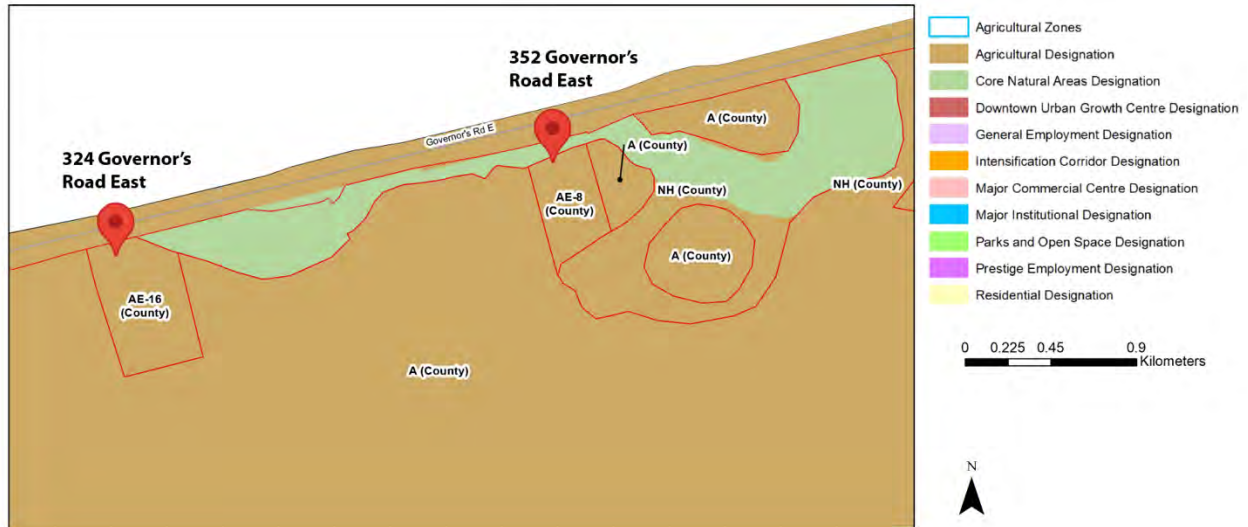 352 Governor's
Road East
324 Governor's
Road East
Governor's Rd E
A (County)
A (County)
AE-8
(County)
NH (County)
NH (County)
A (County)
AE-16
(County)
A (County)
Agricultural Zones
Agricultural Designation
Core Natural Areas Designation
Downtown Urban Growth Centre Designation
General Employment Designation
Intensification Corridor Designation
Major Commercial Centre Designation
Major Institutional Designation
Parks and Open Space Designation
Prestige Employment Designation
Residential Designation
0 0.225 0.45 0.9
Kilometers
N